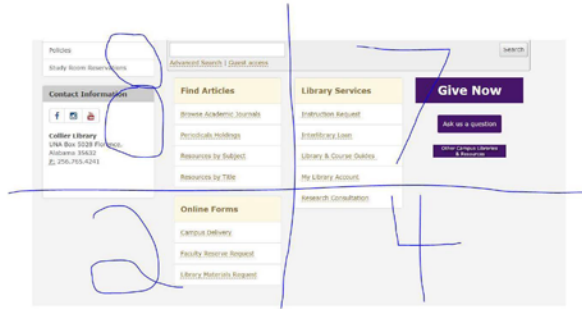 Policies
Study Room Reservations
Advanced Search | Guest access
Search
Contact Information
Collier Library
UNA Box 5028 Florence,
Alabama 35632
P: 256.765.4241
Find Articles
Browse Academic Journals
Periodicals Holdings
Resources by Subject
Resources by Title
Online Forms
Campus Delivery
Faculty Reserve Request
Library Materials Request
Library Services
Instruction Request
Interlibrary Loan
Library & Course Guides
My Library Account
Research Consultation
Give Now
Ask us a question
Other Campus Libraries
& Resources
8
7
2
4